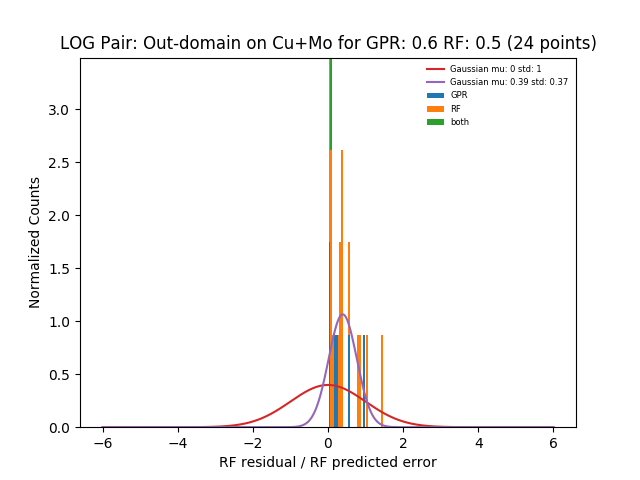 LOG Pair: Out-domain on Cu+Mo for GPR: 0.6 RF: 0.5 (24 points)
Gaussian mu: 0 std: 1
Gaussian mu: 0.39 std: 0.37
GPR
RF
both
Normalized Counts
3.0
2.5
2.0
1.5
1.0
0.5
0.0
−6
−4
−2
0
2
4
6
RF residual / RF predicted error